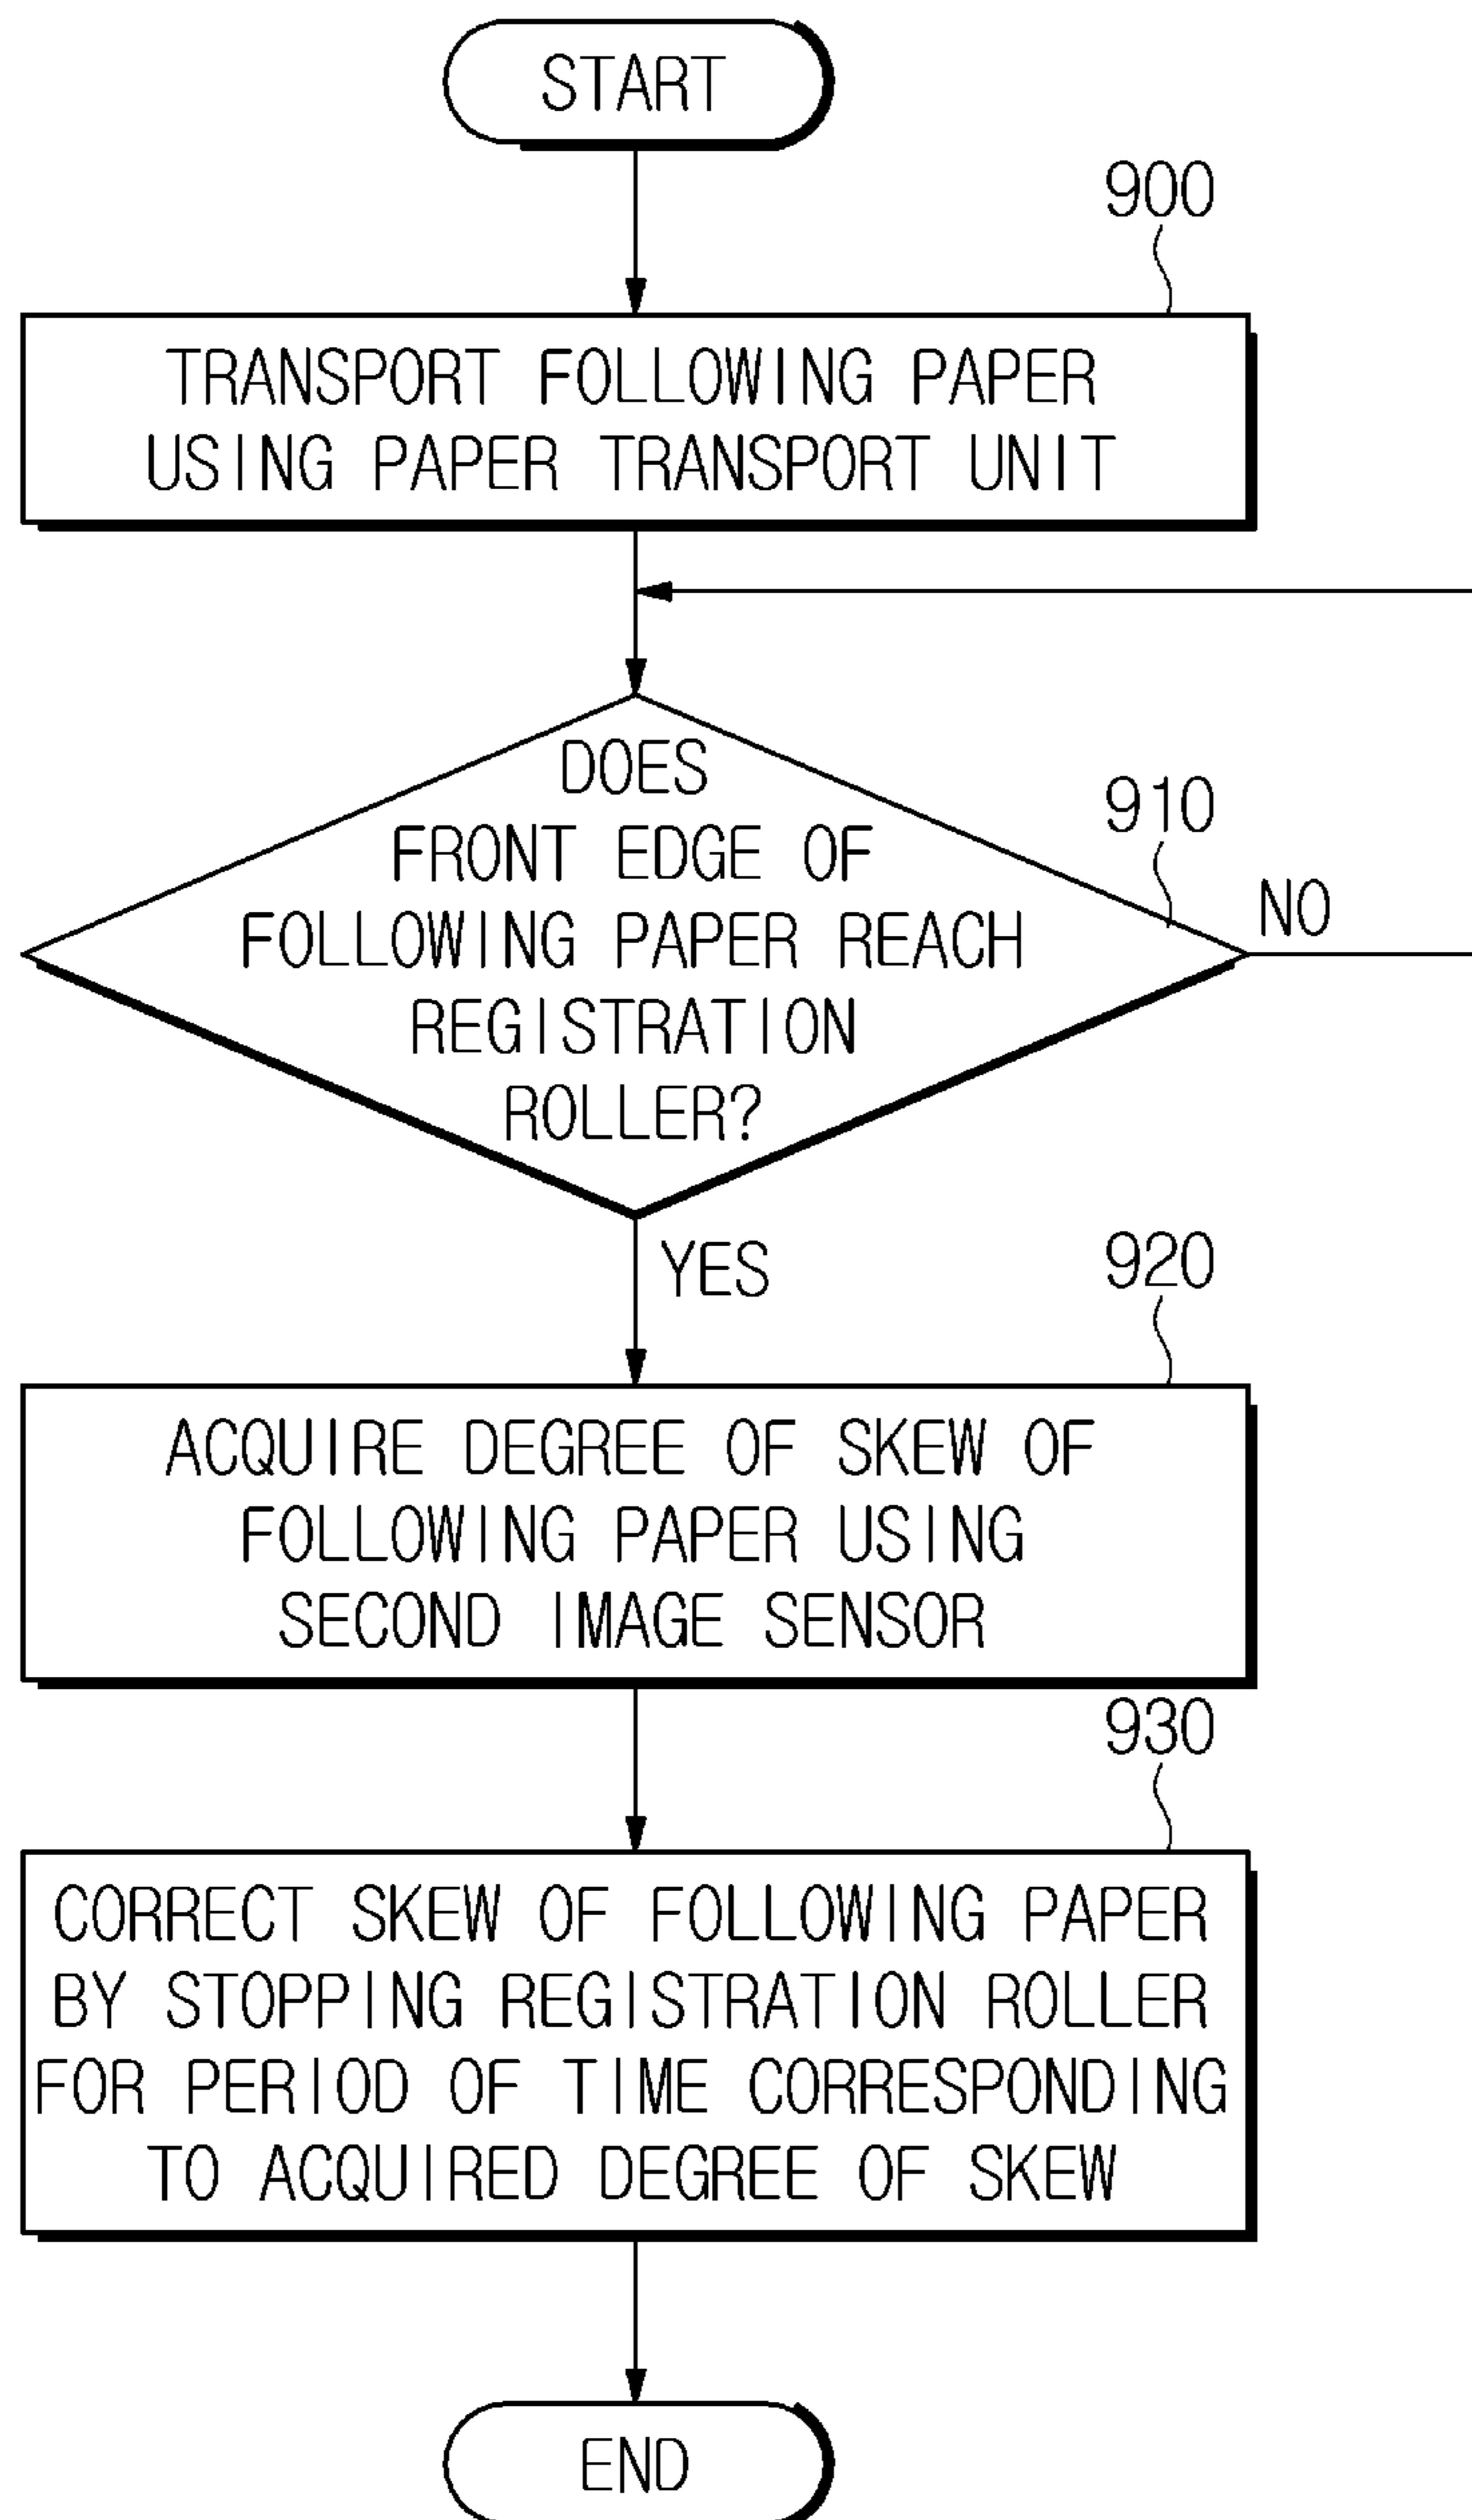 START
900
TRANSPORT FOLLOWING PAPER
USING PAPER TRANSPORT UNIT
DOES
FRONT EDGE OF
FOLLOWING PAPER REACH
REGISTRATION
ROLLER?
910
NO
YES
920
ACQUIRE DEGREE OF SKEW OF
FOLLOWING PAPER USING
SECOND IMAGE SENSOR
930
CORRECT SKEW OF FOLLOWING PAPER
BY STOPPING REGISTRATION ROLLER
FOR PERIOD OF TIME CORRESPONDING
TO ACQUIRED DEGREE OF SKEW
END